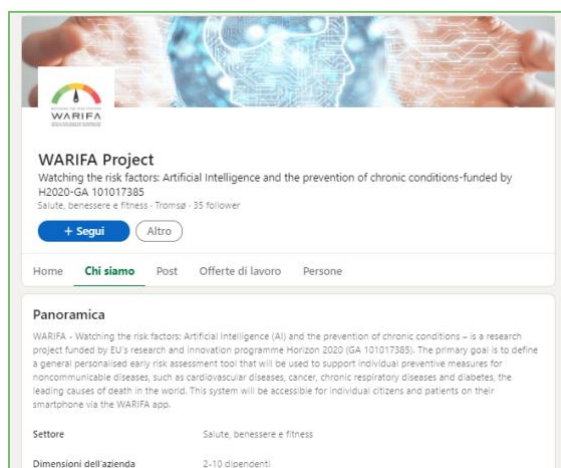 WARIFA
WARIFA Project
Watching the risk factors: Artificial Intelligence and the prevention of chronic conditions-funded by
H2020-GA 101017385
Salute, benessere e fitness - Tromsø - 35 follower
+ Segui Altro
Home Chi siamo Post Offerte di lavoro Persone
Panoramica
WARIFA - Watching the risk factors: Artificial Intelligence (AI) and the prevention of chronic conditions – is a research
project funded by EU's research and innovation programme Horizon 2020 (GA 101017385). The primary goal is to define
a general personalised early risk assessment tool that will be used to support individual preventive measures for
noncommunicable diseases, such as cardiovascular diseases, cancer, chronic respiratory diseases and diabetes, the
leading causes of death in the world. This system will be accessible for individual citizens and patients on their
smartphone via the WARIFA app.
Settore Salute, benessere e fitness
Dimensioni dell'azienda 2-10 dipendenti